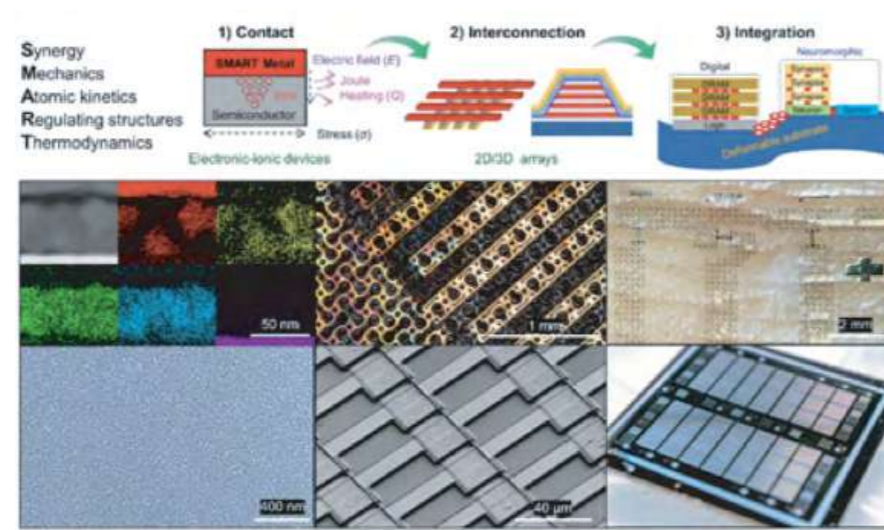 Synergy
Mechanics
Atomic kinetics
Regulating structures
Thermodynamics
1) Contact
SMART Metal
Semiconductor
Electric field (E)
Joule
Heating (Q)
Stress (σ)
Electronic-Ionic devices
2) Interconnection
2D/3D arrays
3) Integration
Digital
Logic
Neuromorphic
Deformable substrate
50 nm
1 mm
2 mm
400 nm
40 μm